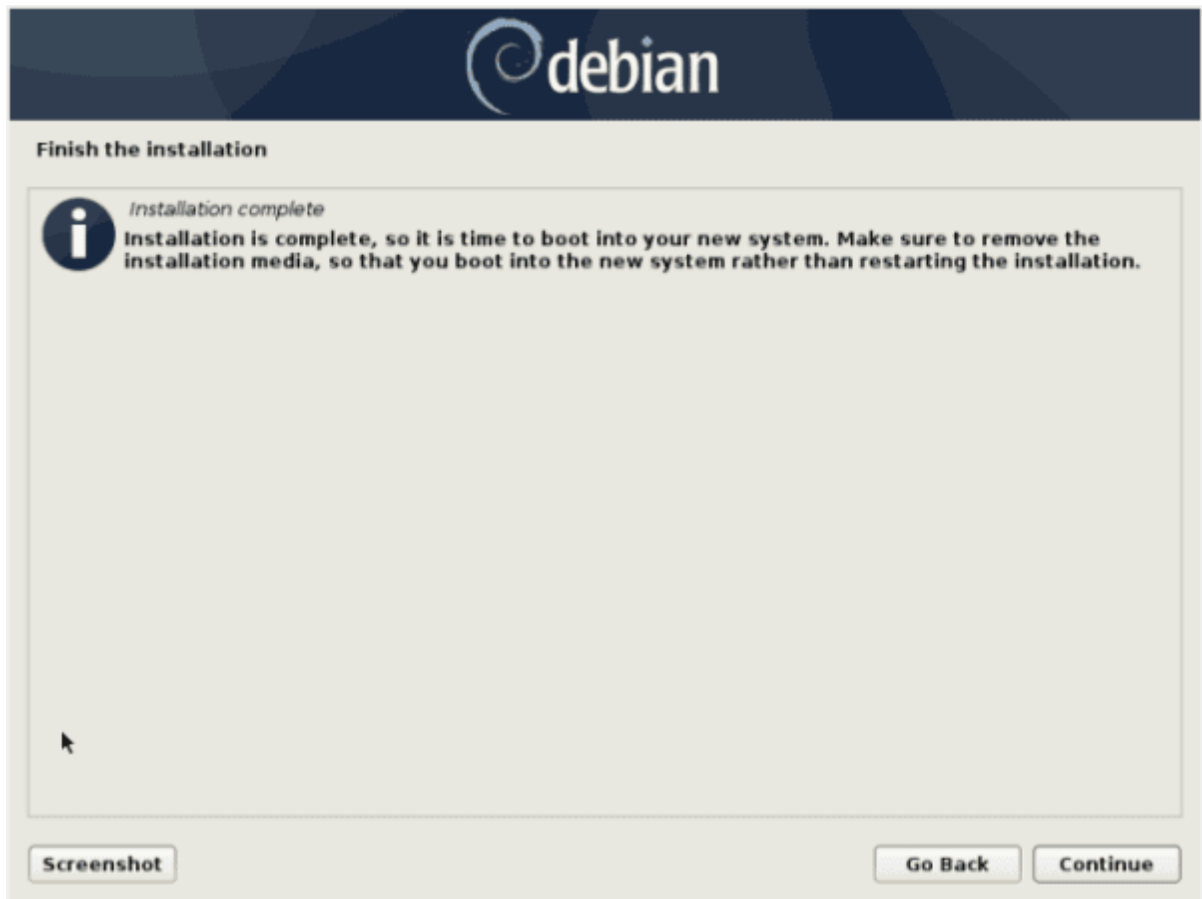 debian
Finish the installation
Installation complete
Installation is complete, so it is time to boot into your new system. Make sure to remove the
installation media, so that you boot into the new system rather than restarting the installation.
Screenshot
Go Back
Continue